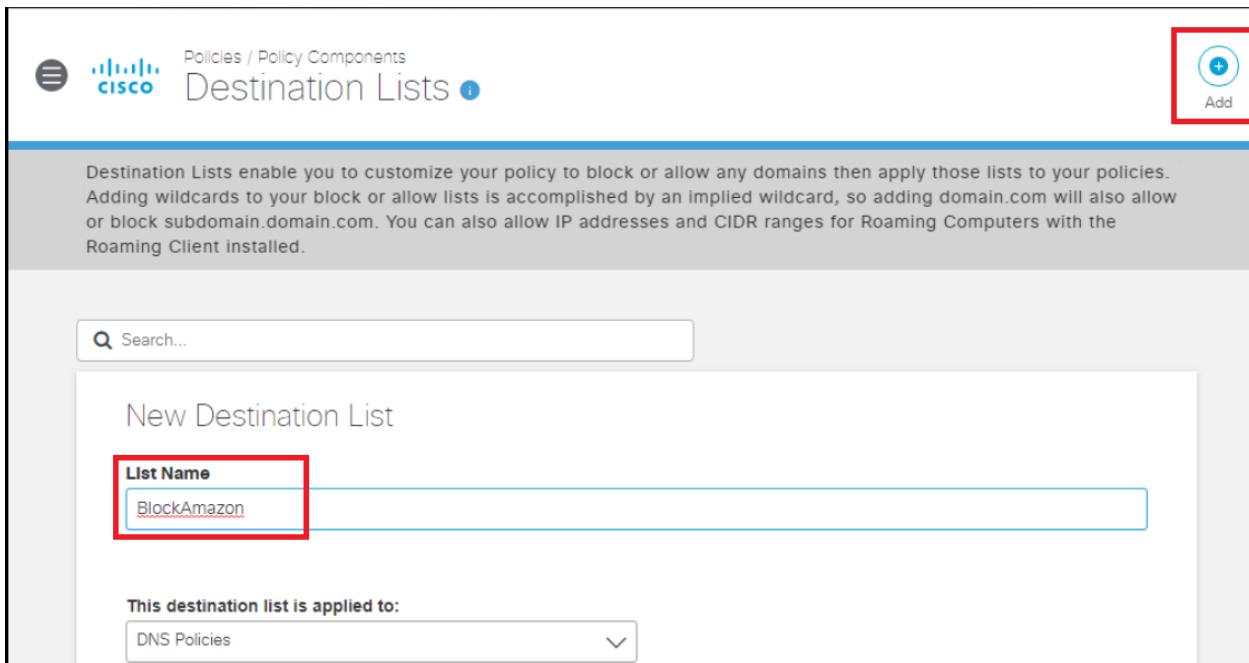 Policies / Policy Components
CISCO
Destination Lists
Add
Destination Lists enable you to customize your policy to block or allow any domains then apply those lists to your policies.
Adding wildcards to your block or allow lists is accomplished by an implied wildcard, so adding domain.com will also allow
or block subdomain.domain.com. You can also allow IP addresses and CIDR ranges for Roaming Computers with the
Roaming Client installed.
Search...
New Destination List
List Name
BlockAmazon
This destination list is applied to:
DNS Policies